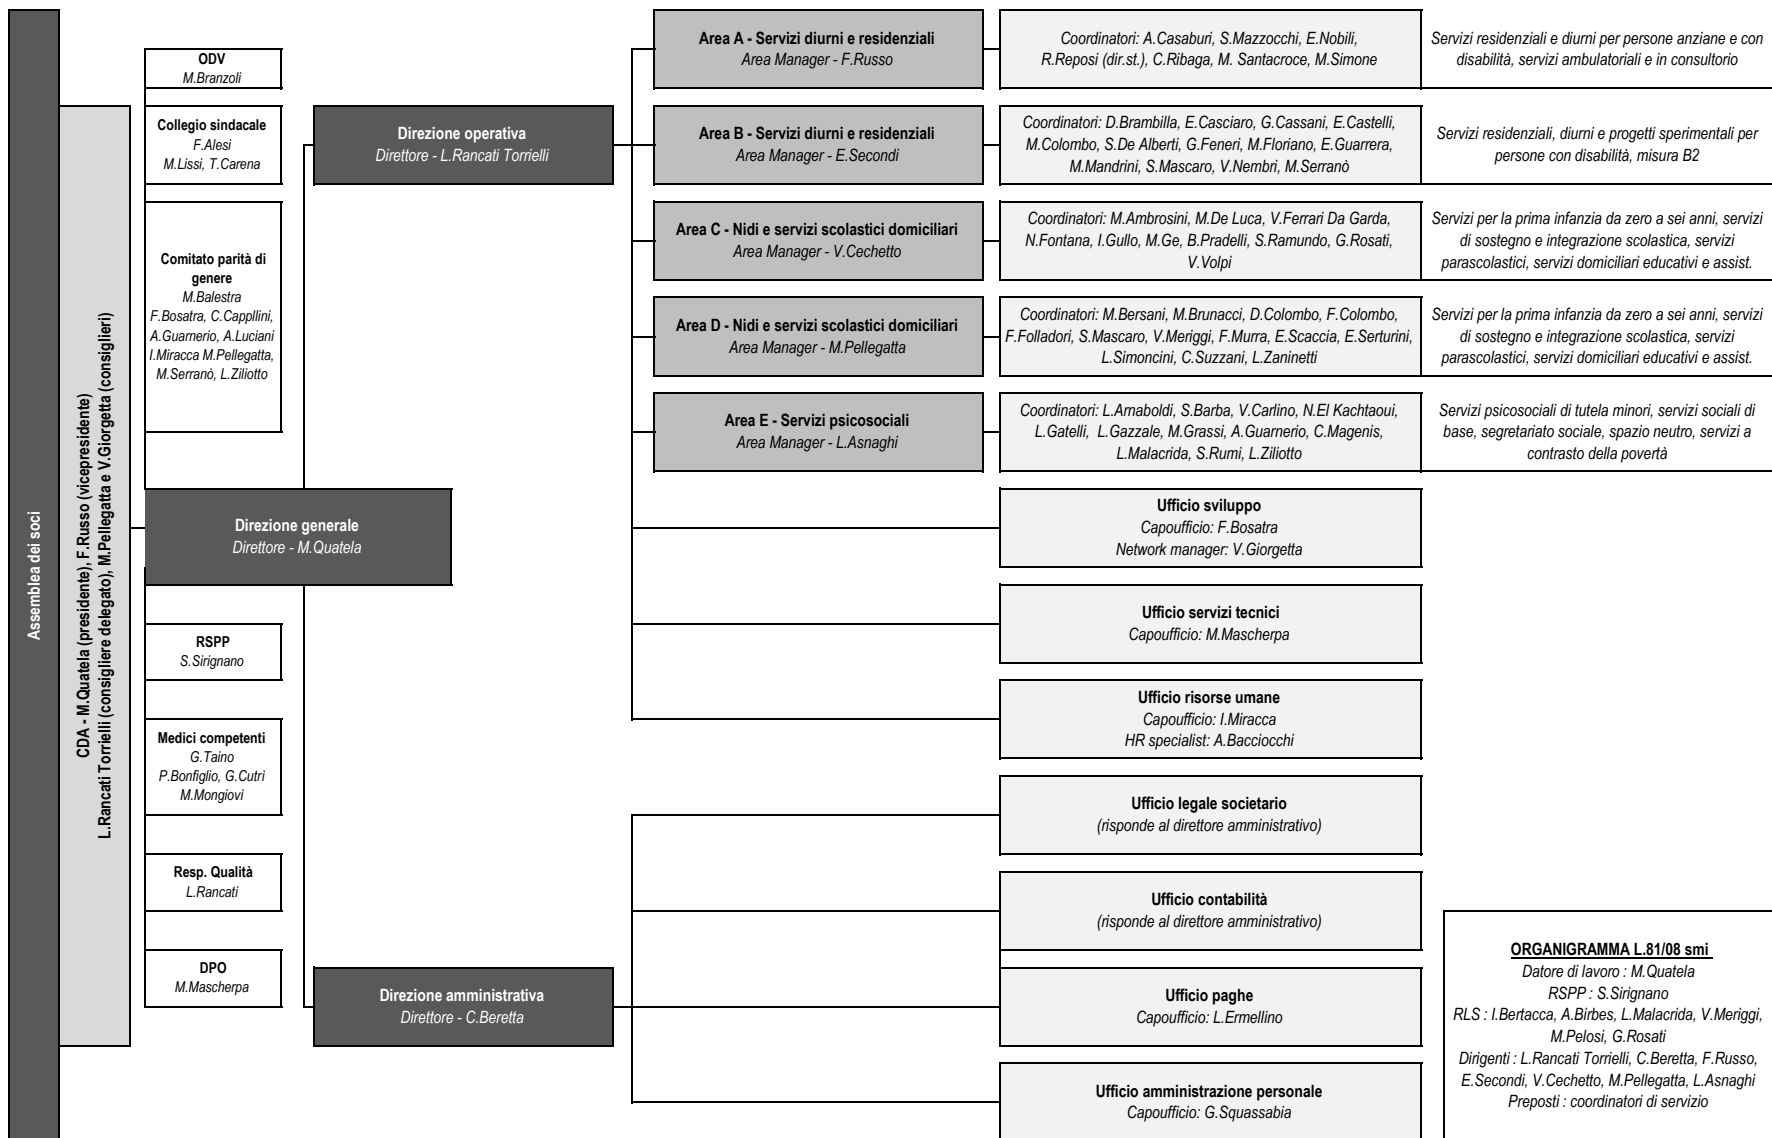 Assemblea dei soci
CDA - M.Quatela (presidente), F.Russo (vicepresidente)
L.Rancati Torrielli (consigliere delegato), M.Pellegatta e V.Giorgetta (consiglieri)
ODV
M.Branzoli
Collegio sindacale
F.Alesi
M.Lissi, T.Carena
Comitato parità di
genere
M.Balestra
F.Bosatra, C.Cappllini,
A.Guarnerio, A.Luciani
I.Miracca M.Pellegatta,
M.Serranò, L.Ziliotto
Direzione generale
Direttore - M.Quatela
RSPP
S.Sirignano
Medici competenti
G.Taino
P.Bonfiglio, G.Cutrì
M.Mongiovì
Resp. Qualità
L.Rancati
DPO
M.Mascherpa
Direzione operativa
Direttore - L.Rancati Torrielli
Direzione amministrativa
Direttore - C.Beretta
Area A - Servizi diurni e residenziali
Area Manager - F.Russo
Coordinatori: A.Casaburi, S.Mazzocchi, E.Nobili,
R.Reposi (dir.st.), C.Ribaga, M. Santacroce, M.Simone
Servizi residenziali e diurni per persone anziane e con
disabilità, servizi ambulatoriali e in consultorio
Area B - Servizi diurni e residenziali
Area Manager - E.Secondi
Coordinatori: D.Brambilla, E.Casciaro, G.Cassani, E.Castelli,
M.Colombo, S.De Alberti, G.Feneri, M.Floriano, E.Guarrera,
M.Mandrini, S.Mascaro, V.Nembri, M.Serranò
Servizi residenziali, diurni e progetti sperimentali per
persone con disabilità, misura B2
Area C - Nidi e servizi scolastici domiciliari
Area Manager - V.Cechetto
Coordinatori: M.Ambrosini, M.De Luca, V.Ferrari Da Garda,
N.Fontana, I.Gullo, M.Ge, B.Pradelli, S.Ramundo, G.Rosati,
V.Volpi
Servizi per la prima infanzia da zero a sei anni, servizi
di sostegno e integrazione scolastica, servizi
parascolastici, servizi domiciliari educativi e assist.
Area D - Nidi e servizi scolastici domiciliari
Area Manager - M.Pellegatta
Coordinatori: M.Bersani, M.Brunacci, D.Colombo, F.Colombo,
F.Folladori, S.Mascaro, V.Meriggi, F.Murra, E.Scaccia, E.Serturini,
L.Simoncini, C.Suzzani, L.Zaninetti
Servizi per la prima infanzia da zero a sei anni, servizi
di sostegno e integrazione scolastica, servizi
parascolastici, servizi domiciliari educativi e assist.
Area E - Servizi psicosociali
Area Manager - L.Asnaghi
Coordinatori: L.Arnaboldi, S.Barba, V.Carlino, N.El Kachtaoui,
L.Gatelli, L.Gazzale, M.Grassi, A.Guarnerio, C.Magenis,
L.Malacrida, S.Rumi, L.Ziliotto
Servizi psicosociali di tutela minori, servizi sociali di
base, segretariato sociale, spazio neutro, servizi a
contrasto della povertà
Ufficio sviluppo
Capoufficio: F.Bosatra
Network manager: V.Giorgetta
Ufficio servizi tecnici
Capoufficio: M.Mascherpa
Ufficio risorse umane
Capoufficio: I.Miracca
HR specialist: A.Bacciocchi
Ufficio legale societario
(risponde al direttore amministrativo)
Ufficio contabilità
(risponde al direttore amministrativo)
Ufficio paghe
Capoufficio: L.Ermellino
Ufficio amministrazione personale
Capoufficio: G.Squassabia
ORGANIGRAMMA L.81/08 smi
Datore di lavoro : M.Quatela
RSPP : S.Sirignano
RLS : I.Bertacca, A.Birbes, L.Malacrida, V.Meriggi,
M.Pelosi, G.Rosati
Dirigenti : L.Rancati Torrielli, C.Beretta, F.Russo,
E.Secondi, V.Cechetto, M.Pellegatta, L.Asnaghi
Preposti : coordinatori di servizio